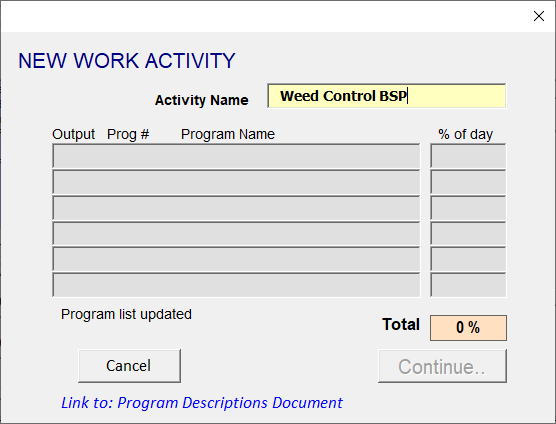 NEW WORK ACTIVITY
Activity Name Weed Control BSP
Output Prog # Program Name % of day
Program list updated
Total 0 %
Cancel Continue..
Link to: Program Descriptions Document